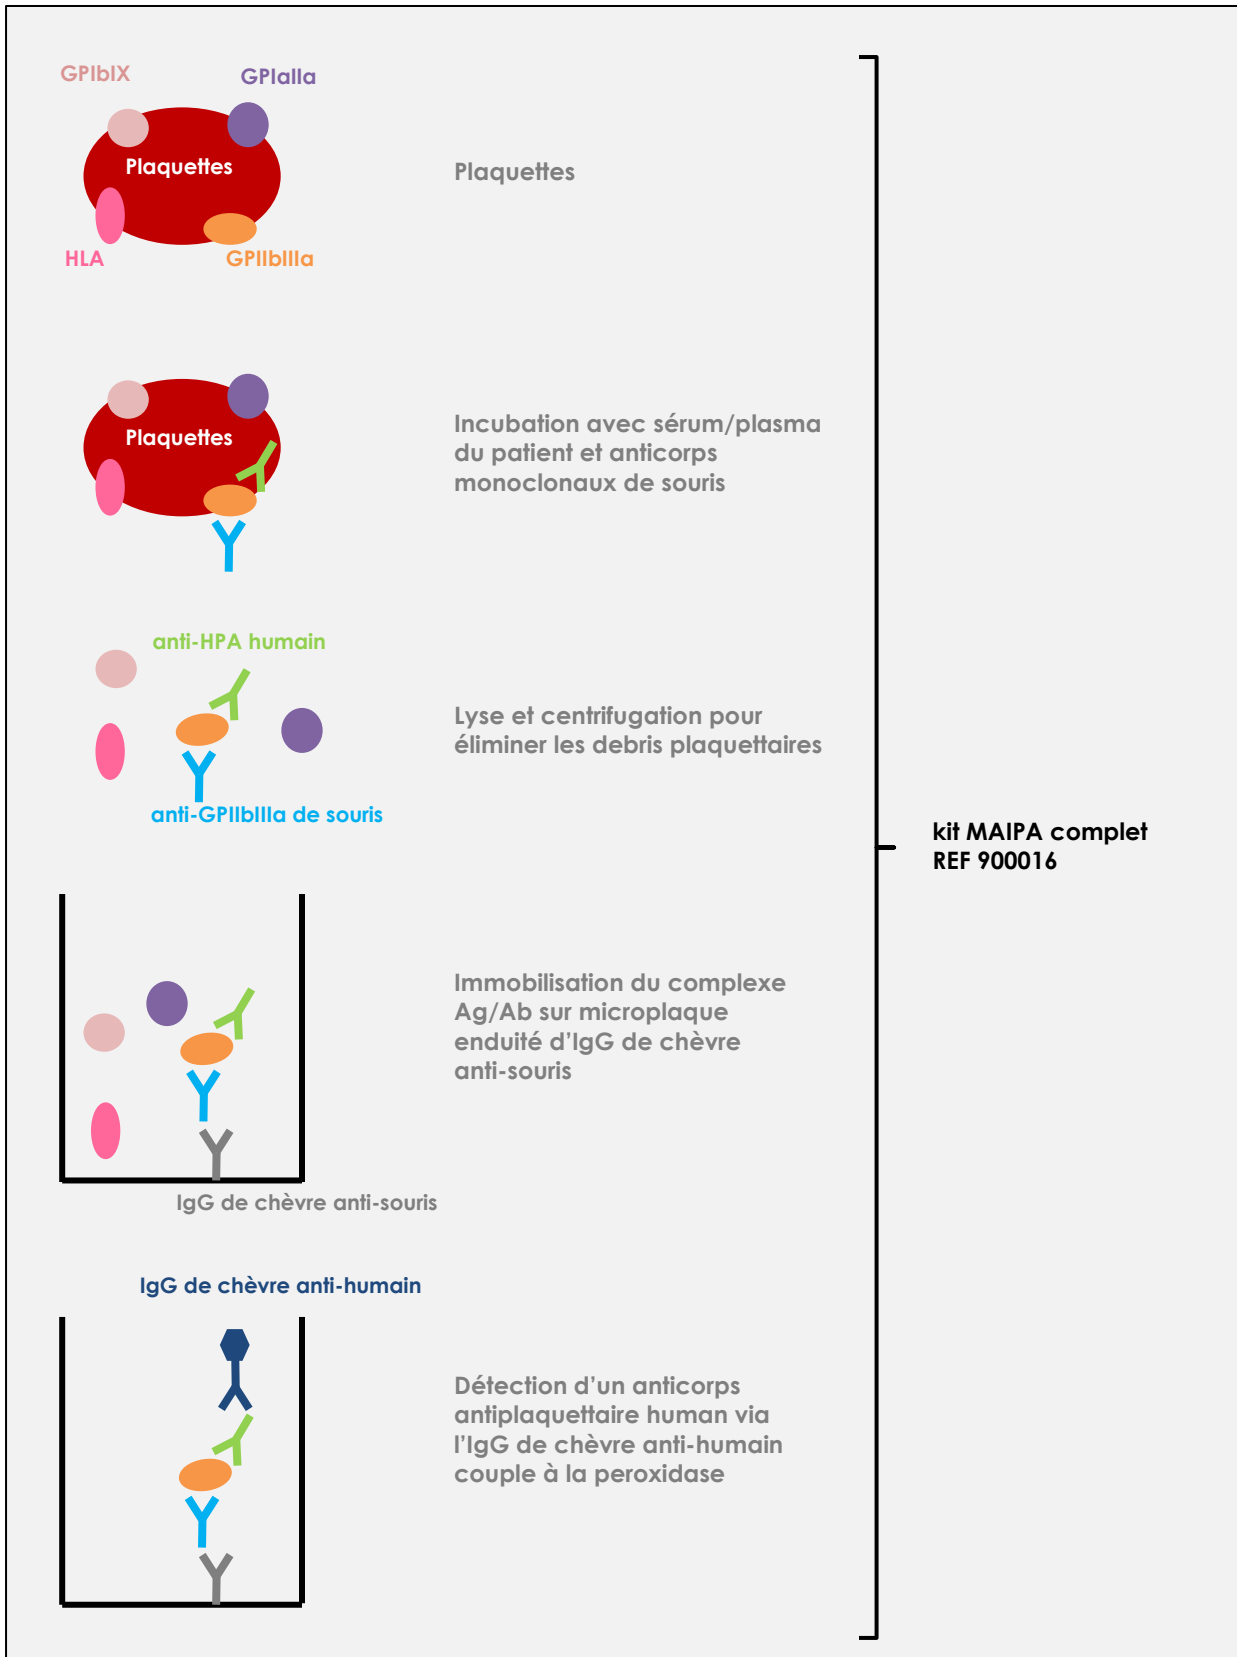 GPIbIX
GPIaIIa
Plaquettes
Plaquettes
HLA
GPIIbIIIa
Plaquettes
Incubation avec sérum/plasma
du patient et anticorps
monoclonaux de souris
anti-HPA humain
Lyse et centrifugation pour
éliminer les debris plaquettaires
anti-GPIIbIIIa de souris
kit MAIPA complet
REF 900016
Immobilisation du complexe
Ag/Ab sur microplaque
enduité d’IgG de chèvre
anti-souris
IgG de chèvre anti-souris
IgG de chèvre anti-humain
Détection d’un anticorps
antiplaquettaire human via
l’IgG de chèvre anti-humain
couple à la peroxidase